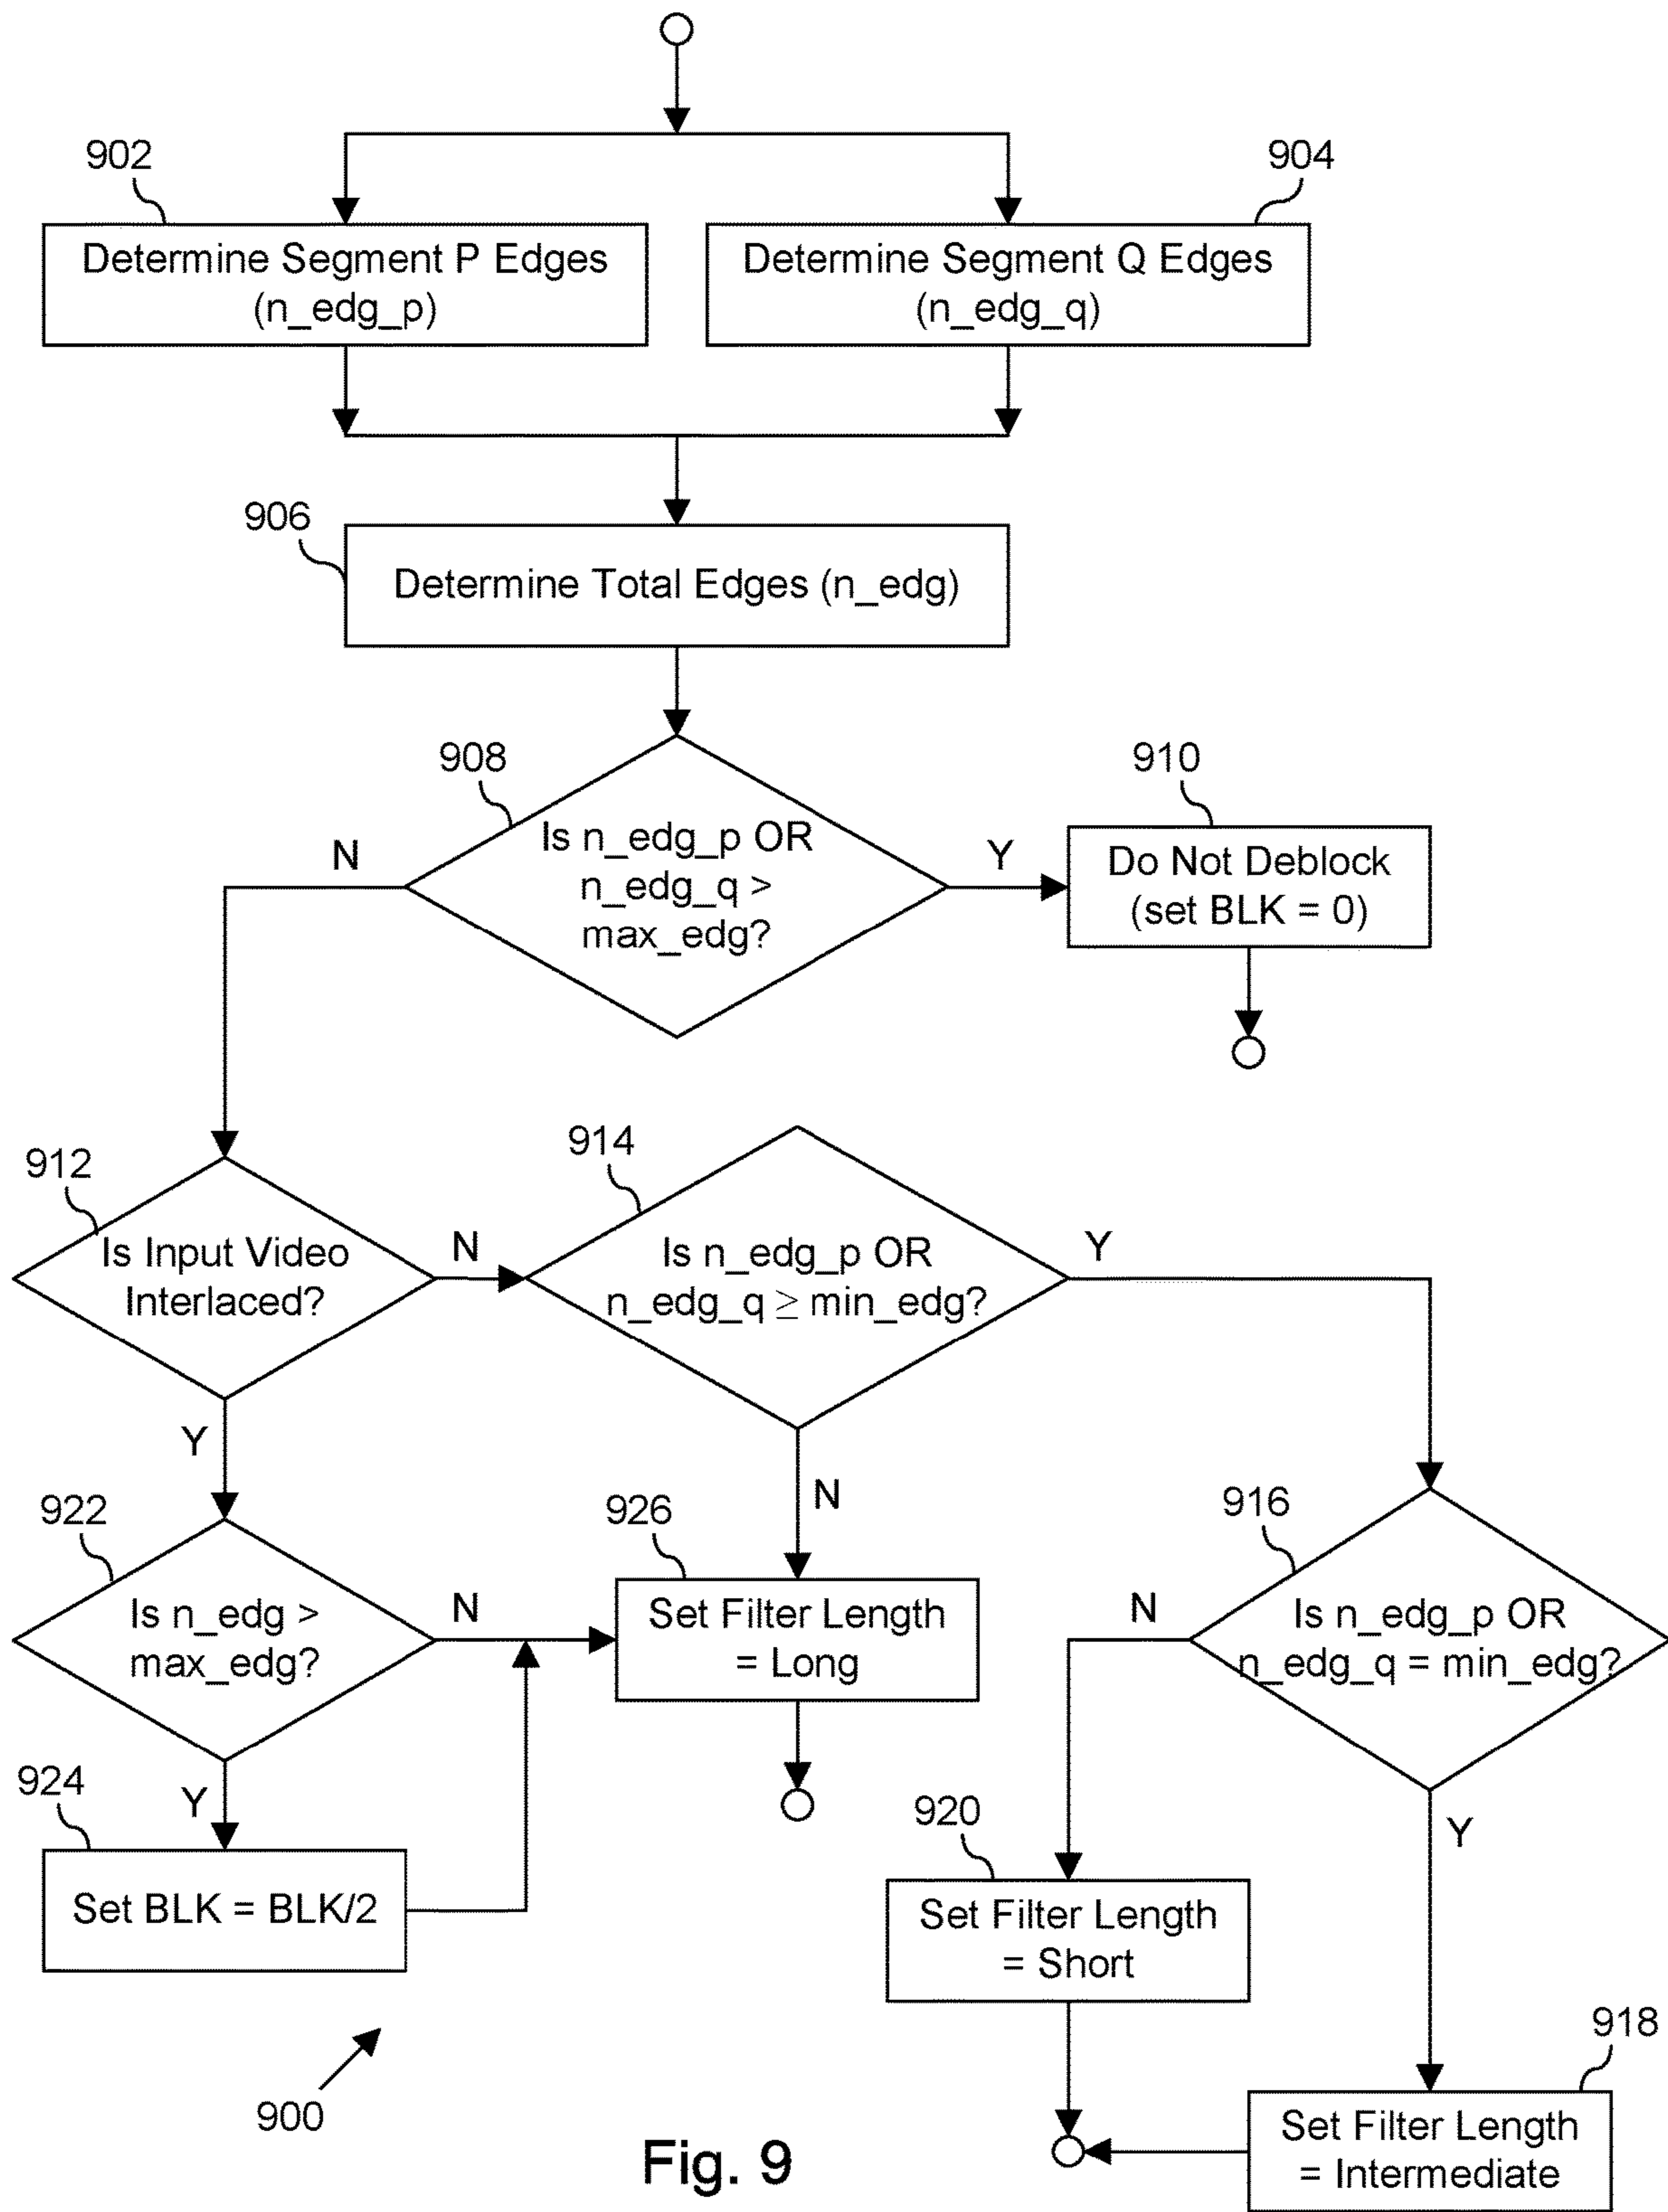 902
904
Determine Segment P Edges
(n_edg_p)
Determine Segment Q Edges
(n_edg_q)
906
Determine Total Edges (n_edg)
908
Is n_edg_p OR
n_edg_q >
max_edg?
N
Y
910
Do Not Deblock
(set BLK = 0)
912
Is Input Video
Interlaced?
N
Y
914
Is n_edg_p OR
n_edg_q ≥ min_edg?
Y
N
922
Is n_edg >
max_edg?
N
Y
926
Set Filter Length
= Long
916
Is n_edg_p OR
n_edg_q = min_edg?
N
Y
924
Set BLK = BLK/2
920
Set Filter Length
= Short
918
Set Filter Length
= Intermediate
900
Fig. 9